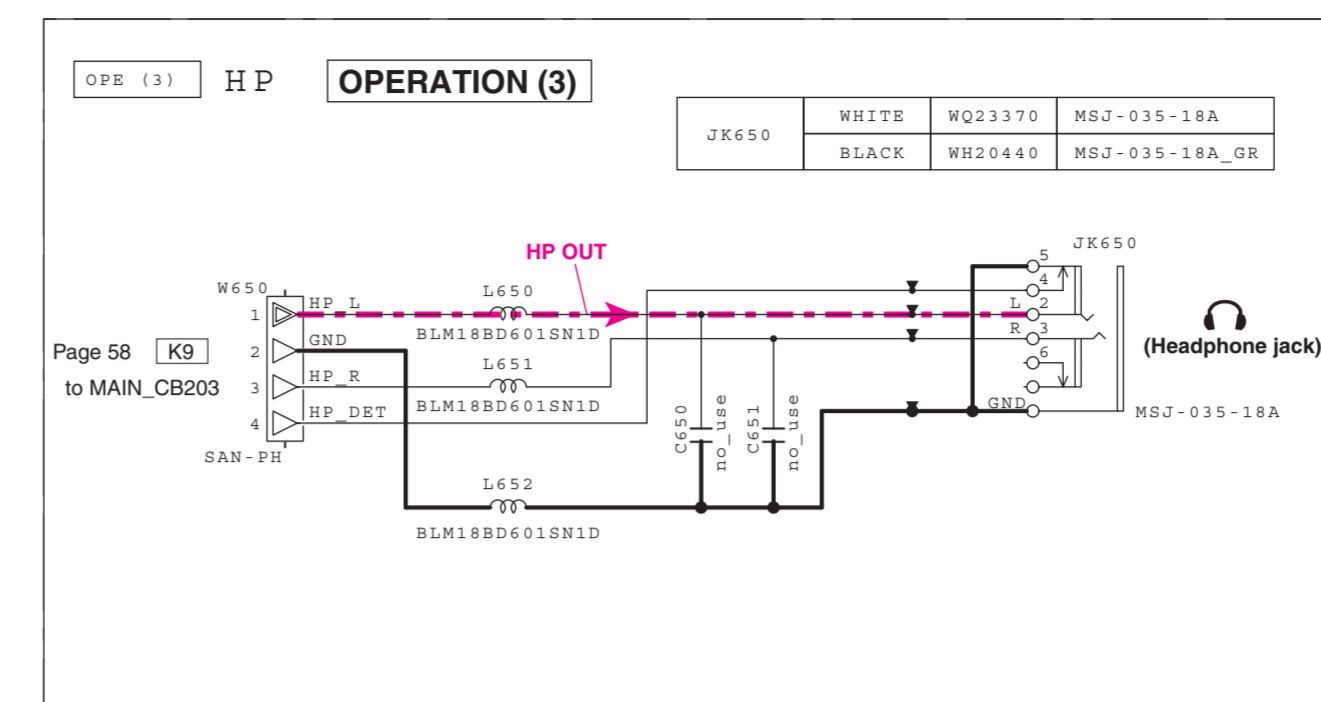 OPE (3) HP OPERATION (3)
JK650 WHITE WQ23370 MSJ-035-18A
BLACK WH20440 MSJ-035-18A_GR
HP OUT
JK650
W650
L650
5
4
1 HP_L
L 2
BLM18BD601SN1D
R 3
Page 58 K9
2 GND
L651
(Headphone jack)
6
to MAIN_CB203
3 HP_R
BLM18BD601SN1D
4 HP_DET
GND
MSJ-035-18A
C650
no_use
C651
no_use
SAN-PH
L652
BLM18BD601SN1D